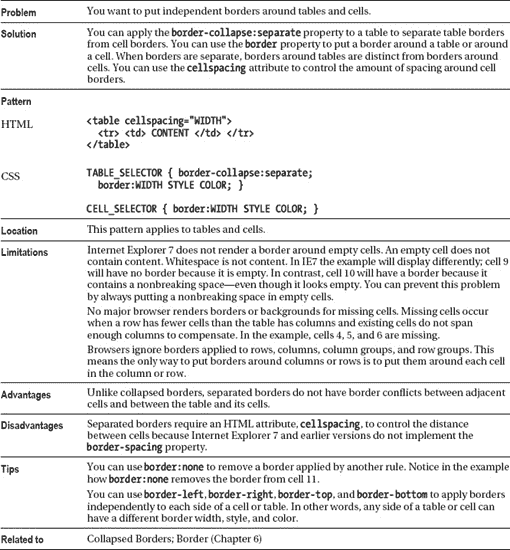 Problem
You want to put independent borders around tables and cells.
Solution
You can apply the border-collapse:separate property to a table to separate table borders
from cell borders. You can use the border property to put a border around a table or around
a cell. When borders are separate, borders around tables are distinct from borders around
cells. You can use the cellspacing attribute to control the amount of spacing around cell
borders.
Pattern
HTML
<table cellspacing="WIDTH">
<tr> <td> CONTENT </td> </tr>
</table>
CSS
TABLE_SELECTOR { border-collapse:separate;
border:WIDTH STYLE COLOR; }
CELL_SELECTOR { border:WIDTH STYLE COLOR; }
Location
This pattern applies to tables and cells.
Limitations
Internet Explorer 7 does not render a border around empty cells. An empty cell does not
contain content. Whitespace is not content. In IE7 the example will display differently; cell 9
will have no border because it is empty. In contrast, cell 10 will have a border because it
contains a nonbreaking space—even though it looks empty. You can prevent this problem
by always putting a nonbreaking space in empty cells.
No major browser renders borders or backgrounds for missing cells. Missing cells occur
when a row has fewer cells than the table has columns and existing cells do not span
enough columns to compensate. In the example, cells 4, 5, and 6 are missing.
Browsers ignore borders applied to rows, columns, column groups, and row groups. This
means the only way to put borders around columns or rows is to put them around each cell
in the column or row.
Advantages
Unlike collapsed borders, separated borders do not have border conflicts between adjacent
cells and between the table and its cells.
Disadvantages
Separated borders require an HTML attribute, cellspacing, to control the distance
between cells because Internet Explorer 7 and earlier versions do not implement the
border-spacing property.
Tips
You can use border:none to remove a border applied by another rule. Notice in the example
how border:none removes the border from cell 11.
You can use border-left, border-right, border-top, and border-bottom to apply borders
independently to each side of a cell or table. In other words, any side of a table or cell can
have a different border width, style, and color.
Related to
Collapsed Borders; Border (Chapter 6)